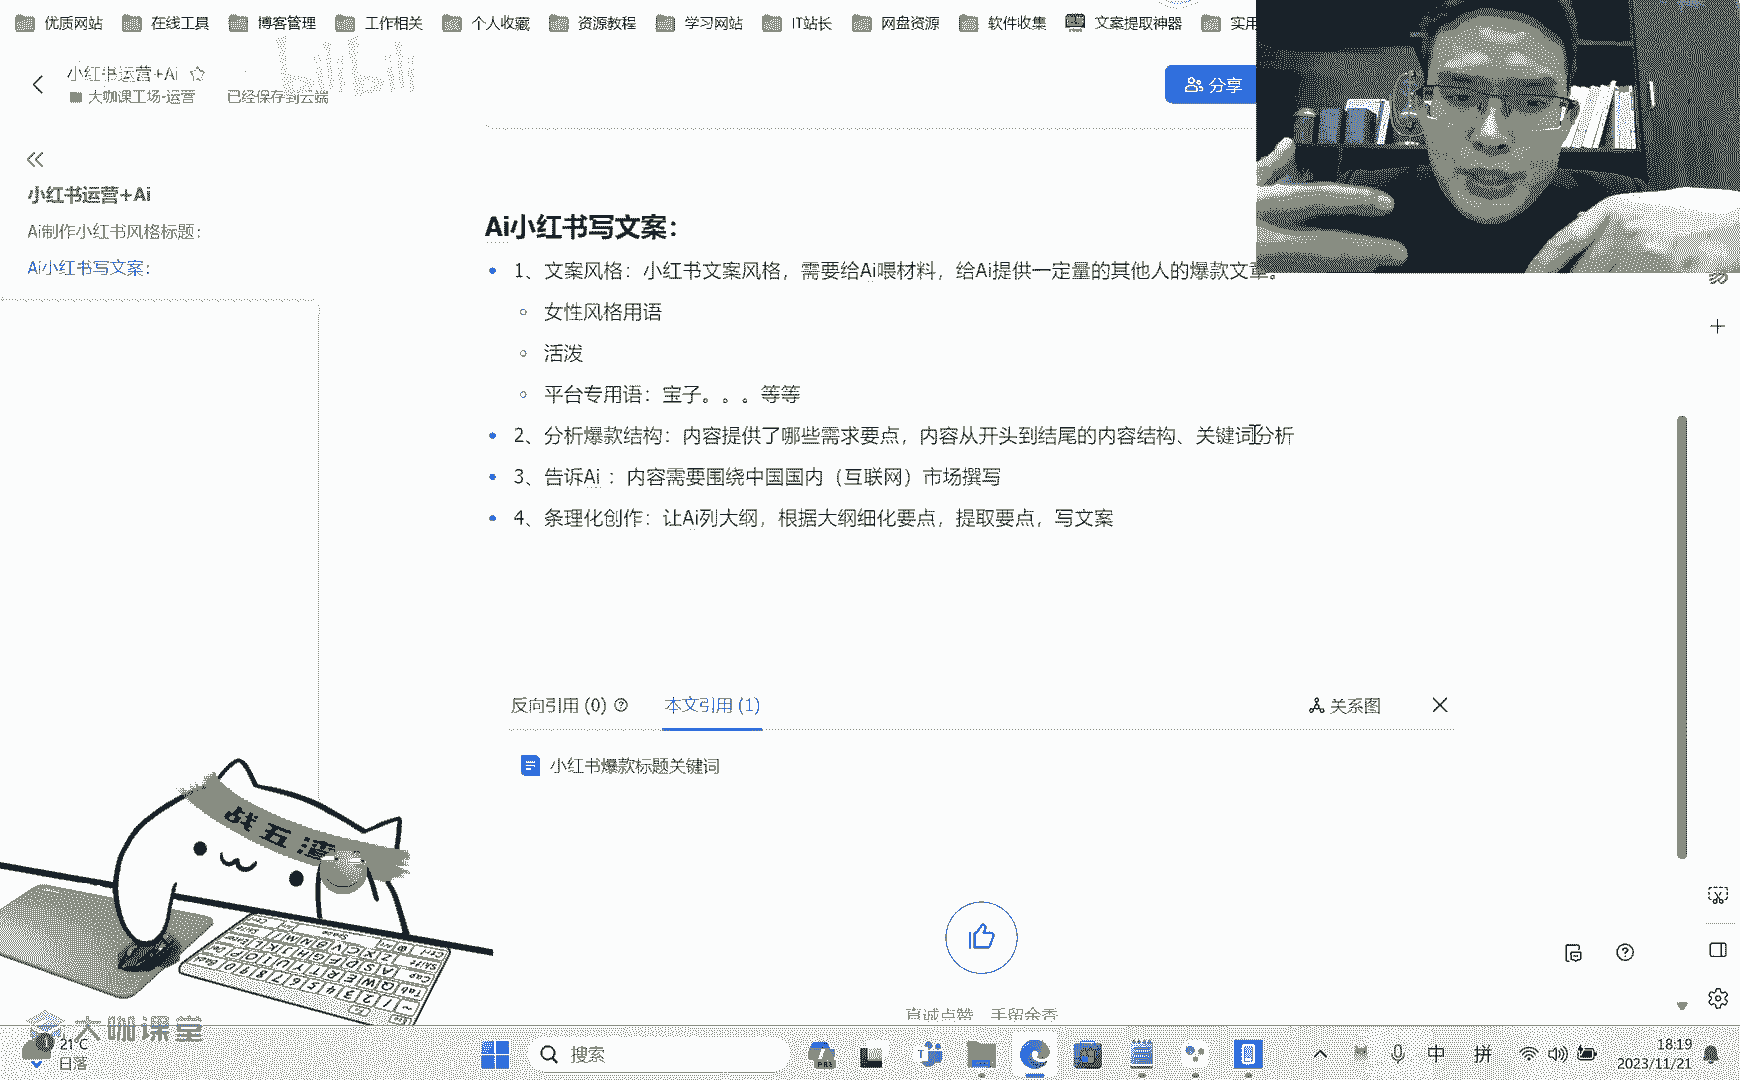 优质网站 在线工具 博客管理 工作相关 个人收藏 资源教程 学习网站 IT站长 网盘资源 软件收集 文案提取神器 实用
小红书运营+Ai
大咖课工场-运营 已经保存到云端
bilibili
分享
小红书运营+Ai
Ai制作小红书风格标题：
Ai小红书写文案：
Ai小红书写文案：
1、文案风格：小红书文案风格，需要给Ai喂材料，给Ai提供一定量的其他人的爆款文章。
女性风格用语
活泼
平台专用语：宝子。。。等等
2、分析爆款结构：内容提供了哪些需求要点，内容从开头到结尾的内容结构、关键词分析
3、告诉Ai ：内容需要围绕中国国内（互联网）市场撰写
4、条理化创作：让Ai列大纲，根据大纲细化要点，提取要点，写文案
反向引用 (0) 本文引用 (1) 关系图
小红书爆款标题关键词
战五渣
真诚点赞，手留余香
大咖课堂
21°C
日落
搜索
中 拼
18:19
2023/11/21